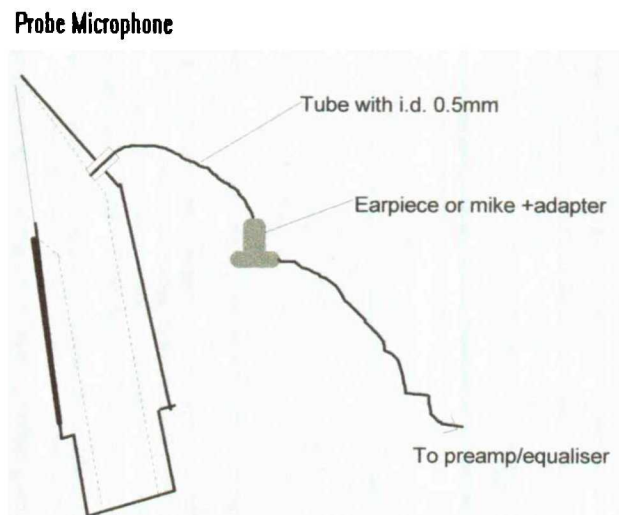 Probe Microphone
Tube with i.d. 0.5mm
Earpiece or mike +adapter
To preamp/equaliser